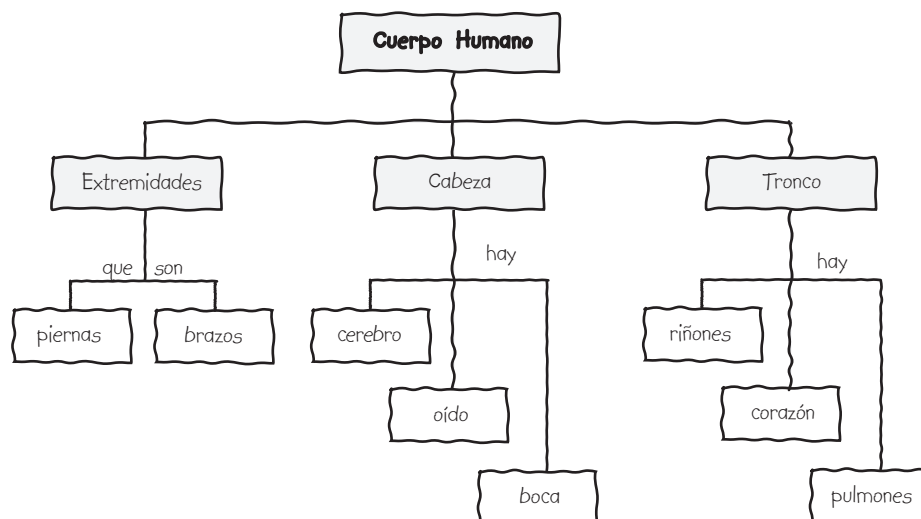 Cuerpo Humano
Extremidades
Cabeza
Tronco
que son
hay
hay
piernas
brazos
cerebro
riñones
oído
corazón
boca
pulmones